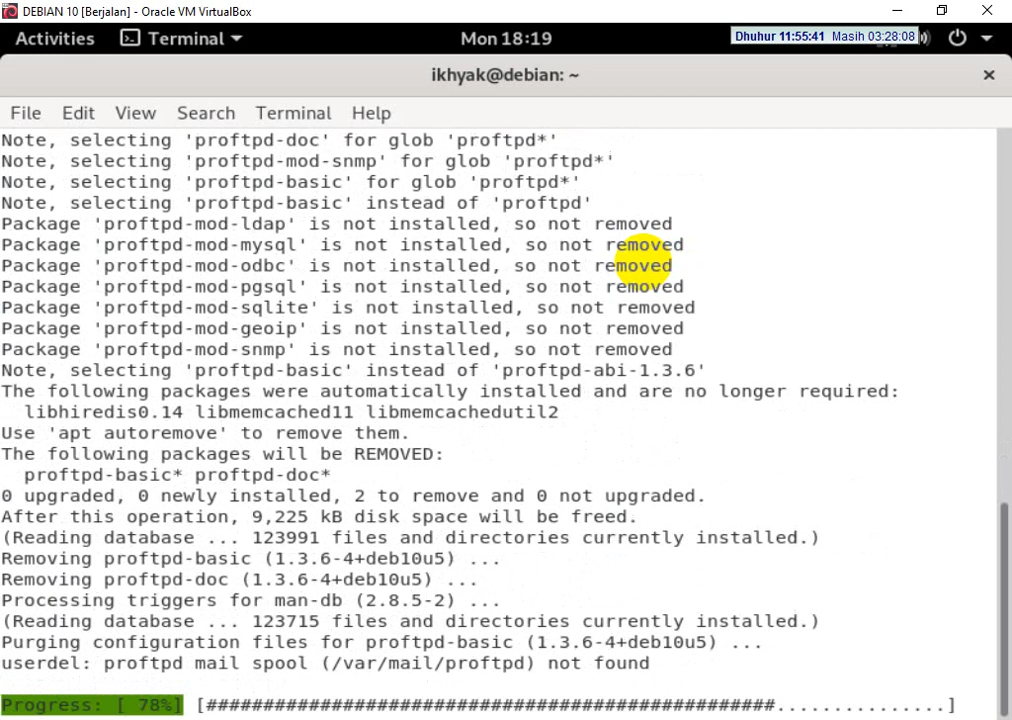 DEBIAN 10 [Berjalan] - Oracle VM VirtualBox
Activities Terminal Mon 18:19 Dhuhur 11:55:41 Masih 03:28:08
ikhyak@debian: ~
File Edit View Search Terminal Help
Note, selecting 'proftpd-doc' for glob 'proftpd*'
Note, selecting 'proftpd-mod-snmp' for glob 'proftpd*'
Note, selecting 'proftpd-basic' for glob 'proftpd*'
Note, selecting 'proftpd-basic' instead of 'proftpd'
Package 'proftpd-mod-ldap' is not installed, so not removed
Package 'proftpd-mod-mysql' is not installed, so not removed
Package 'proftpd-mod-odbc' is not installed, so not removed
Package 'proftpd-mod-pgsql' is not installed, so not removed
Package 'proftpd-mod-sqlite' is not installed, so not removed
Package 'proftpd-mod-geoip' is not installed, so not removed
Package 'proftpd-mod-snmp' is not installed, so not removed
Note, selecting 'proftpd-basic' instead of 'proftpd-abi-1.3.6'
The following packages were automatically installed and are no longer required:
  libhiredis0.14 libmemcached11 libmemcachedutil2
Use 'apt autoremove' to remove them.
The following packages will be REMOVED:
  proftpd-basic* proftpd-doc*
0 upgraded, 0 newly installed, 2 to remove and 0 not upgraded.
After this operation, 9,225 kB disk space will be freed.
(Reading database ... 123991 files and directories currently installed.)
Removing proftpd-basic (1.3.6-4+deb10u5) ...
Removing proftpd-doc (1.3.6-4+deb10u5) ...
Processing triggers for man-db (2.8.5-2) ...
(Reading database ... 123715 files and directories currently installed.)
Purging configuration files for proftpd-basic (1.3.6-4+deb10u5) ...
userdel: proftpd mail spool (/var/mail/proftpd) not found
Progress: [ 78%] [##################################################...............]